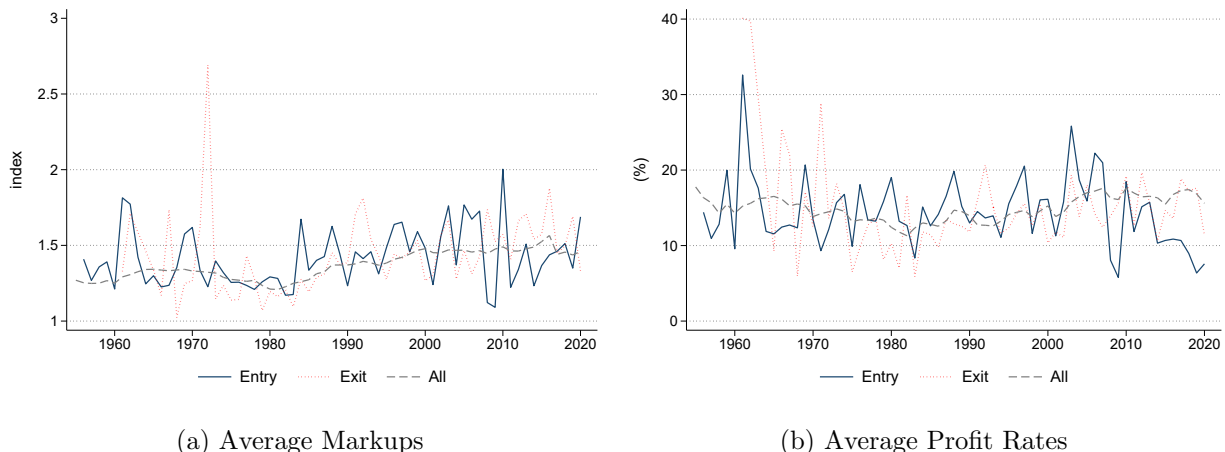 3
2.5
2
1.5
1
index
1960 1970 1980 1990 2000 2010 2020
Entry Exit All
(a) Average Markups
40
30
20
10
0
(%)
1960 1970 1980 1990 2000 2010 2020
Entry Exit All
(b) Average Profit Rates